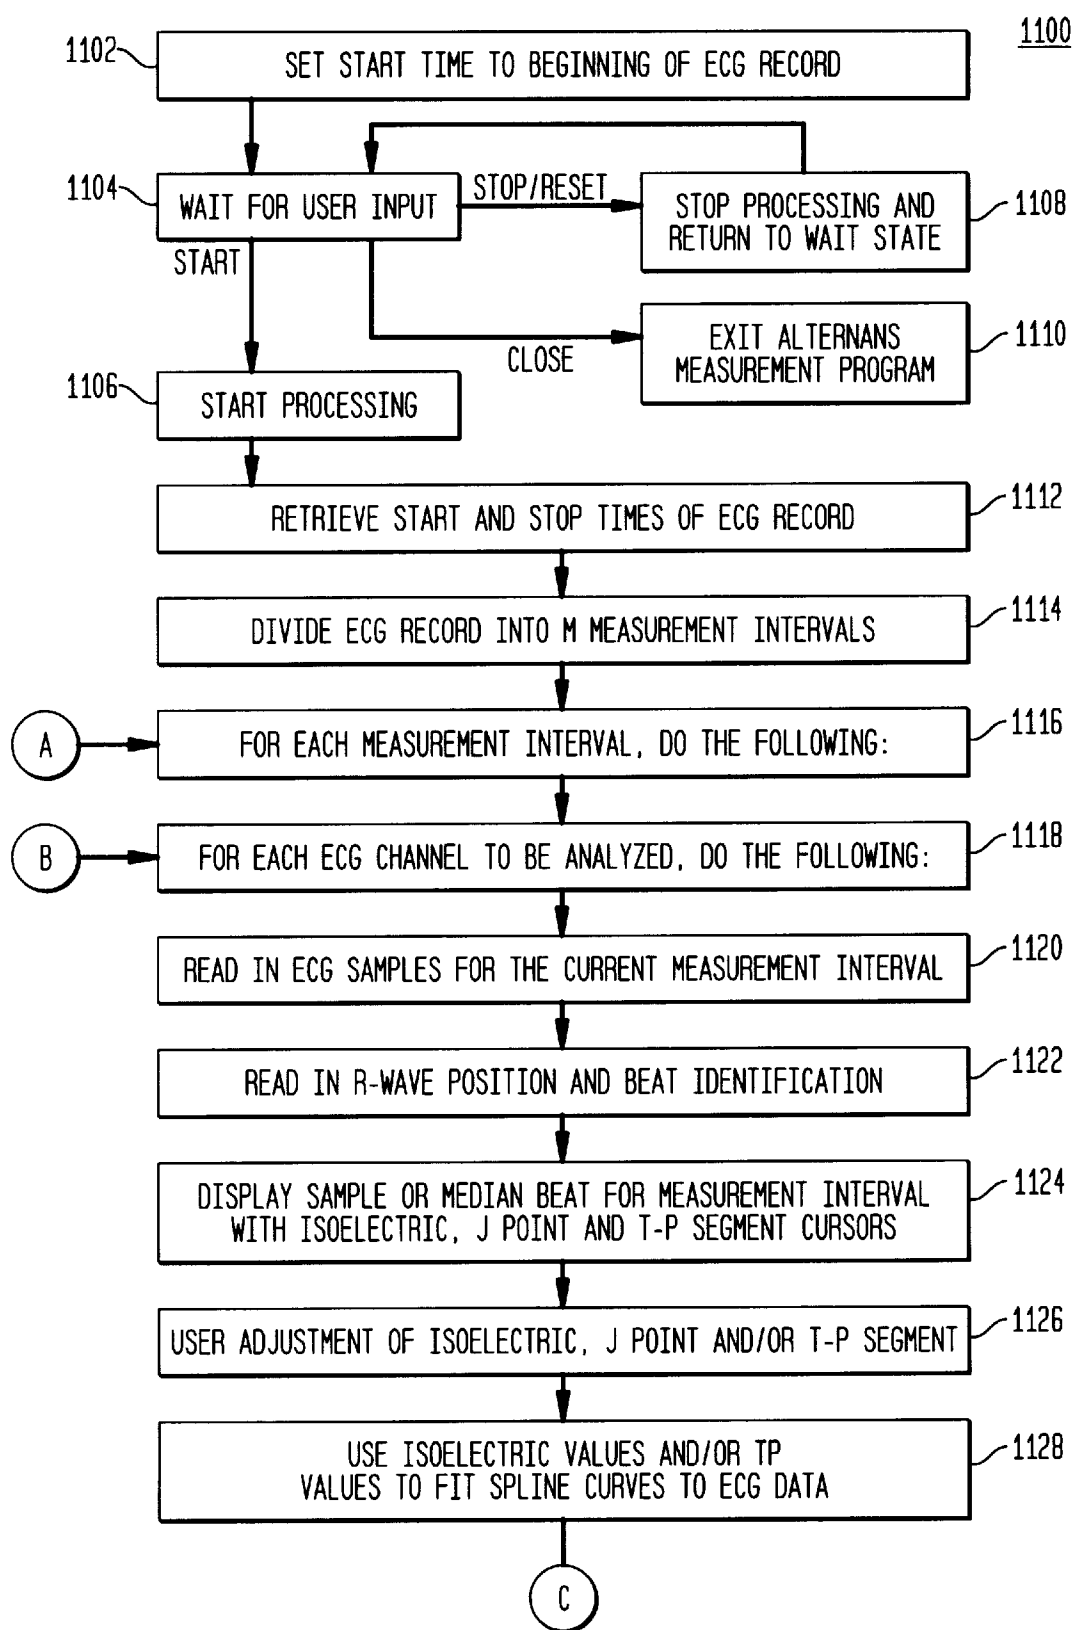 1100
1102
SET START TIME TO BEGINNING OF ECG RECORD
1104
WAIT FOR USER INPUT
STOP/RESET
STOP PROCESSING AND
RETURN TO WAIT STATE
1108
START
CLOSE
EXIT ALTERNANS
MEASUREMENT PROGRAM
1110
1106
START PROCESSING
RETRIEVE START AND STOP TIMES OF ECG RECORD
1112
DIVIDE ECG RECORD INTO M MEASUREMENT INTERVALS
1114
A
FOR EACH MEASUREMENT INTERVAL, DO THE FOLLOWING:
1116
B
FOR EACH ECG CHANNEL TO BE ANALYZED, DO THE FOLLOWING:
1118
READ IN ECG SAMPLES FOR THE CURRENT MEASUREMENT INTERVAL
1120
READ IN R-WAVE POSITION AND BEAT IDENTIFICATION
1122
DISPLAY SAMPLE OR MEDIAN BEAT FOR MEASUREMENT INTERVAL
WITH ISOELECTRIC, J POINT AND T-P SEGMENT CURSORS
1124
USER ADJUSTMENT OF ISOELECTRIC, J POINT AND/OR T-P SEGMENT
1126
USE ISOELECTRIC VALUES AND/OR TP
VALUES TO FIT SPLINE CURVES TO ECG DATA
1128
C